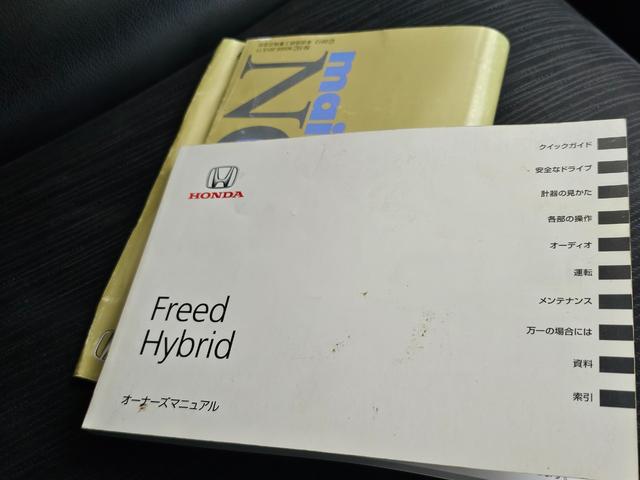 HONDA
Freed
Hybrid
オーナーズマニュアル
クイックガイド
安全なドライブ
計器の見かた
各部の操作
オーディオ
運転
メンテナンス
万一の場合には
資料
索引
mai